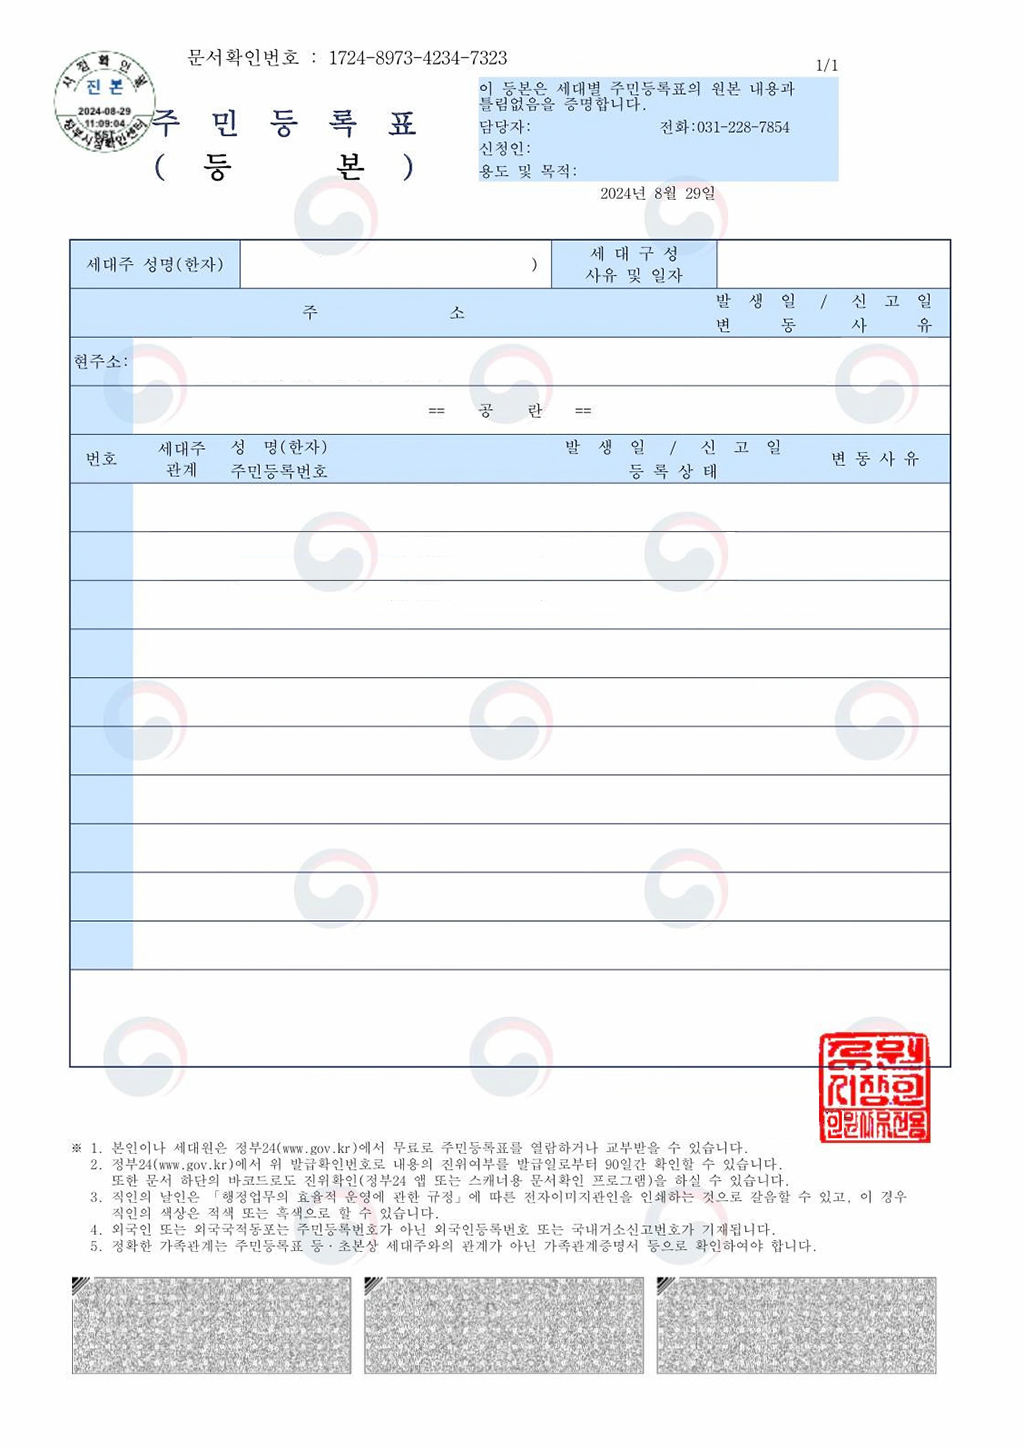 문서확인번호 : 1724-8973-4234-7323
1/1
시점확인필
진본
2024-08-29
11:09:04
KST
정부시점확인센터
주 민 등 록 표
( 등 본 )
이 등본은 세대별 주민등록표의 원본 내용과
틀림없음을 증명합니다.
담당자: 전화:031-228-7854
신청인:
용도 및 목적:
2024년 8월 29일
세대주 성명(한자) ) 세 대 구 성
사유 및 일자
주 소 발 생 일 / 신 고 일
변 동 사 유
현주소:
== 공 란 ==
번호 세대주 성 명(한자) 발 생 일 / 신 고 일 변 동 사 유
관계 주민등록번호 등 록 상 태
※ 1. 본인이나 세대원은 정부24(www.gov.kr)에서 무료로 주민등록표를 열람하거나 교부받을 수 있습니다.
2. 정부24(www.gov.kr)에서 위 발급확인번호로 내용의 진위여부를 발급일로부터 90일간 확인할 수 있습니다.
또한 문서 하단의 바코드로도 진위확인(정부24 앱 또는 스캐너용 문서확인 프로그램)을 하실 수 있습니다.
3. 직인의 날인은 「행정업무의 효율적 운영에 관한 규정」에 따른 전자이미지관인을 인쇄하는 것으로 갈음할 수 있고, 이 경우
직인의 색상은 적색 또는 흑색으로 할 수 있습니다.
4. 외국인 또는 외국국적동포는 주민등록번호가 아닌 외국인등록번호 또는 국내거소신고번호가 기재됩니다.
5. 정확한 가족관계는 주민등록표 등·초본상 세대주와의 관계가 아닌 가족관계증명서 등으로 확인하여야 합니다.